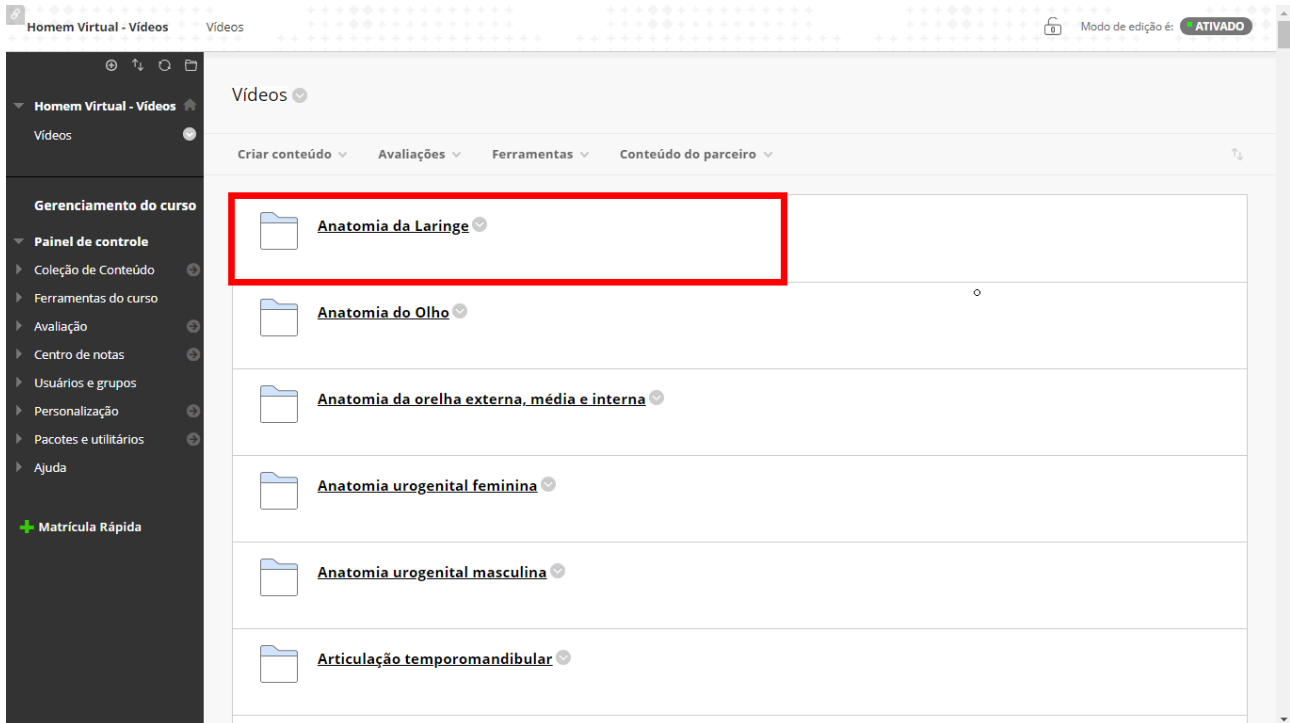 Homem Virtual - Vídeos Vídeos Modo de edição é: ATIVADO
Homem Virtual - Vídeos
Vídeos
Gerenciamento do curso
Painel de controle
Coleção de Conteúdo
Ferramentas do curso
Avaliação
Centro de notas
Usuários e grupos
Personalização
Pacotes e utilitários
Ajuda
Matrícula Rápida
Vídeos
Criar conteúdo Avaliações Ferramentas Conteúdo do parceiro
Anatomia da Laringe
Anatomia do Olho
Anatomia da orelha externa, média e interna
Anatomia urogenital feminina
Anatomia urogenital masculina
Articulação temporomandibular